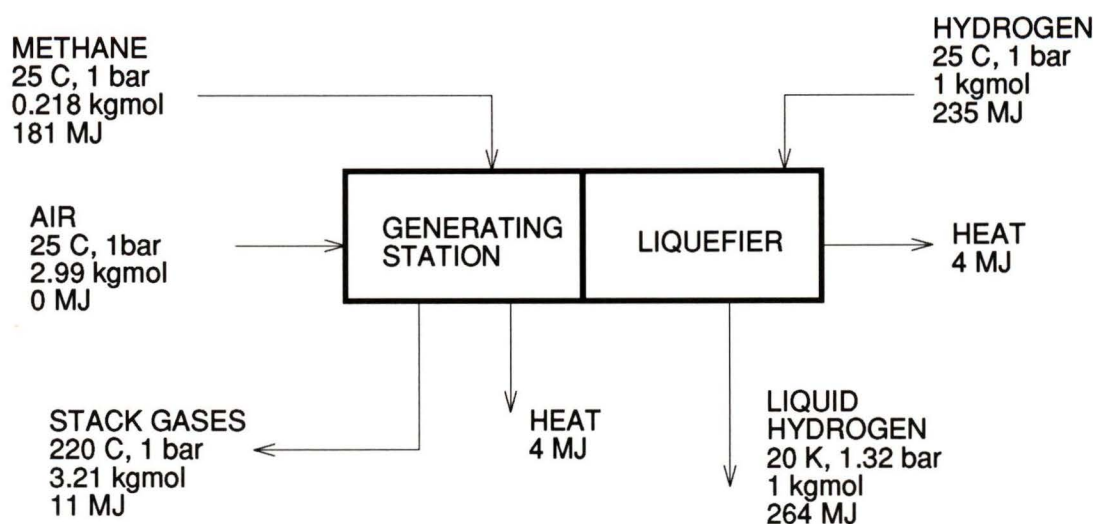 METHANE
25 C, 1 bar
0.218 kgmol
181 MJ
HYDROGEN
25 C, 1 bar
1 kgmol
235 MJ
AIR
25 C, 1bar
2.99 kgmol
0 MJ
GENERATING
STATION
LIQUEFIER
HEAT
4 MJ
STACK GASES
220 C, 1 bar
3.21 kgmol
11 MJ
HEAT
4 MJ
LIQUID
HYDROGEN
20 K, 1.32 bar
1 kgmol
264 MJ